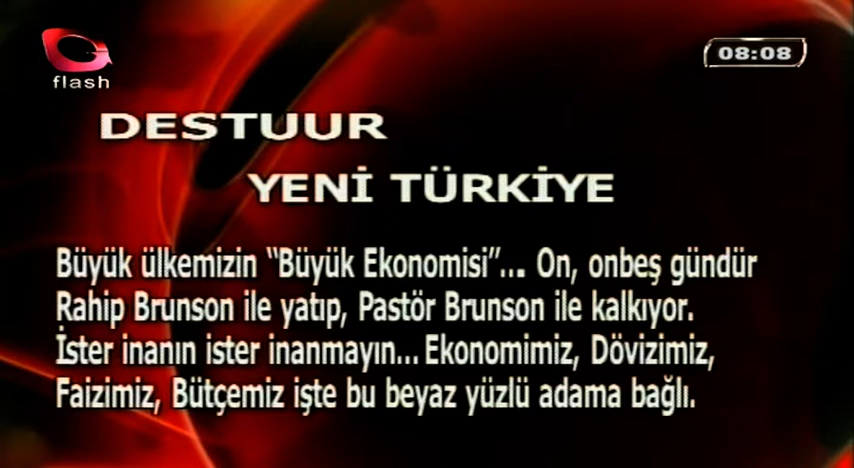 flash
08:08
DESTUUR
YENİ TÜRKİYE
Büyük ülkemizin “Büyük Ekonomisi”... On, onbeş gündür
Rahip Brunson ile yatıp, Pastör Brunson ile kalkıyor.
İster inanın ister inanmayın... Ekonomimiz, Dövizimiz,
Faizimiz, Bütçemiz işte bu beyaz yüzlü adama bağlı.